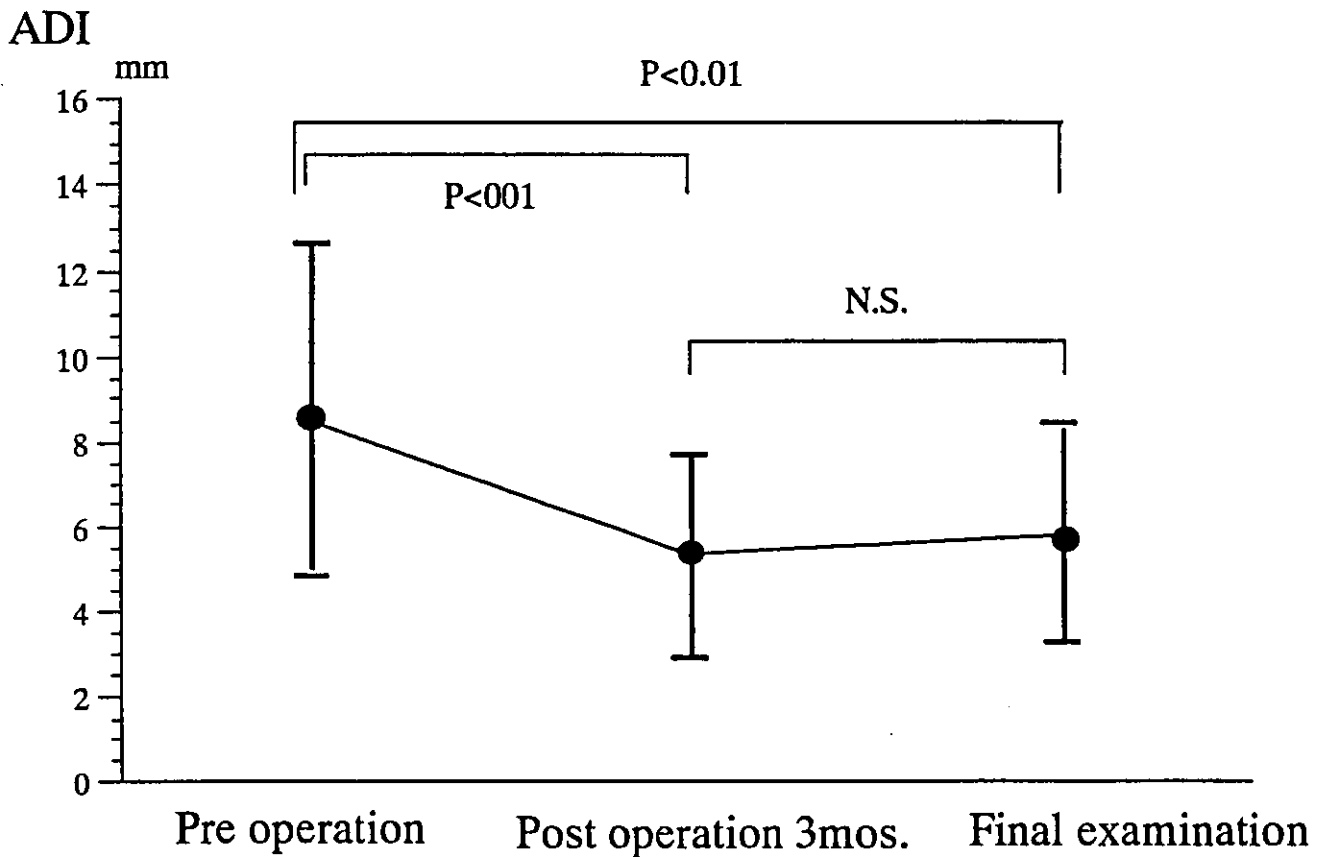 ADI
mm
P<0.01
16
P<001
14
12
N.S.
10
8
6
4
2
0
Pre operation
Post operation 3mos.
Final examination